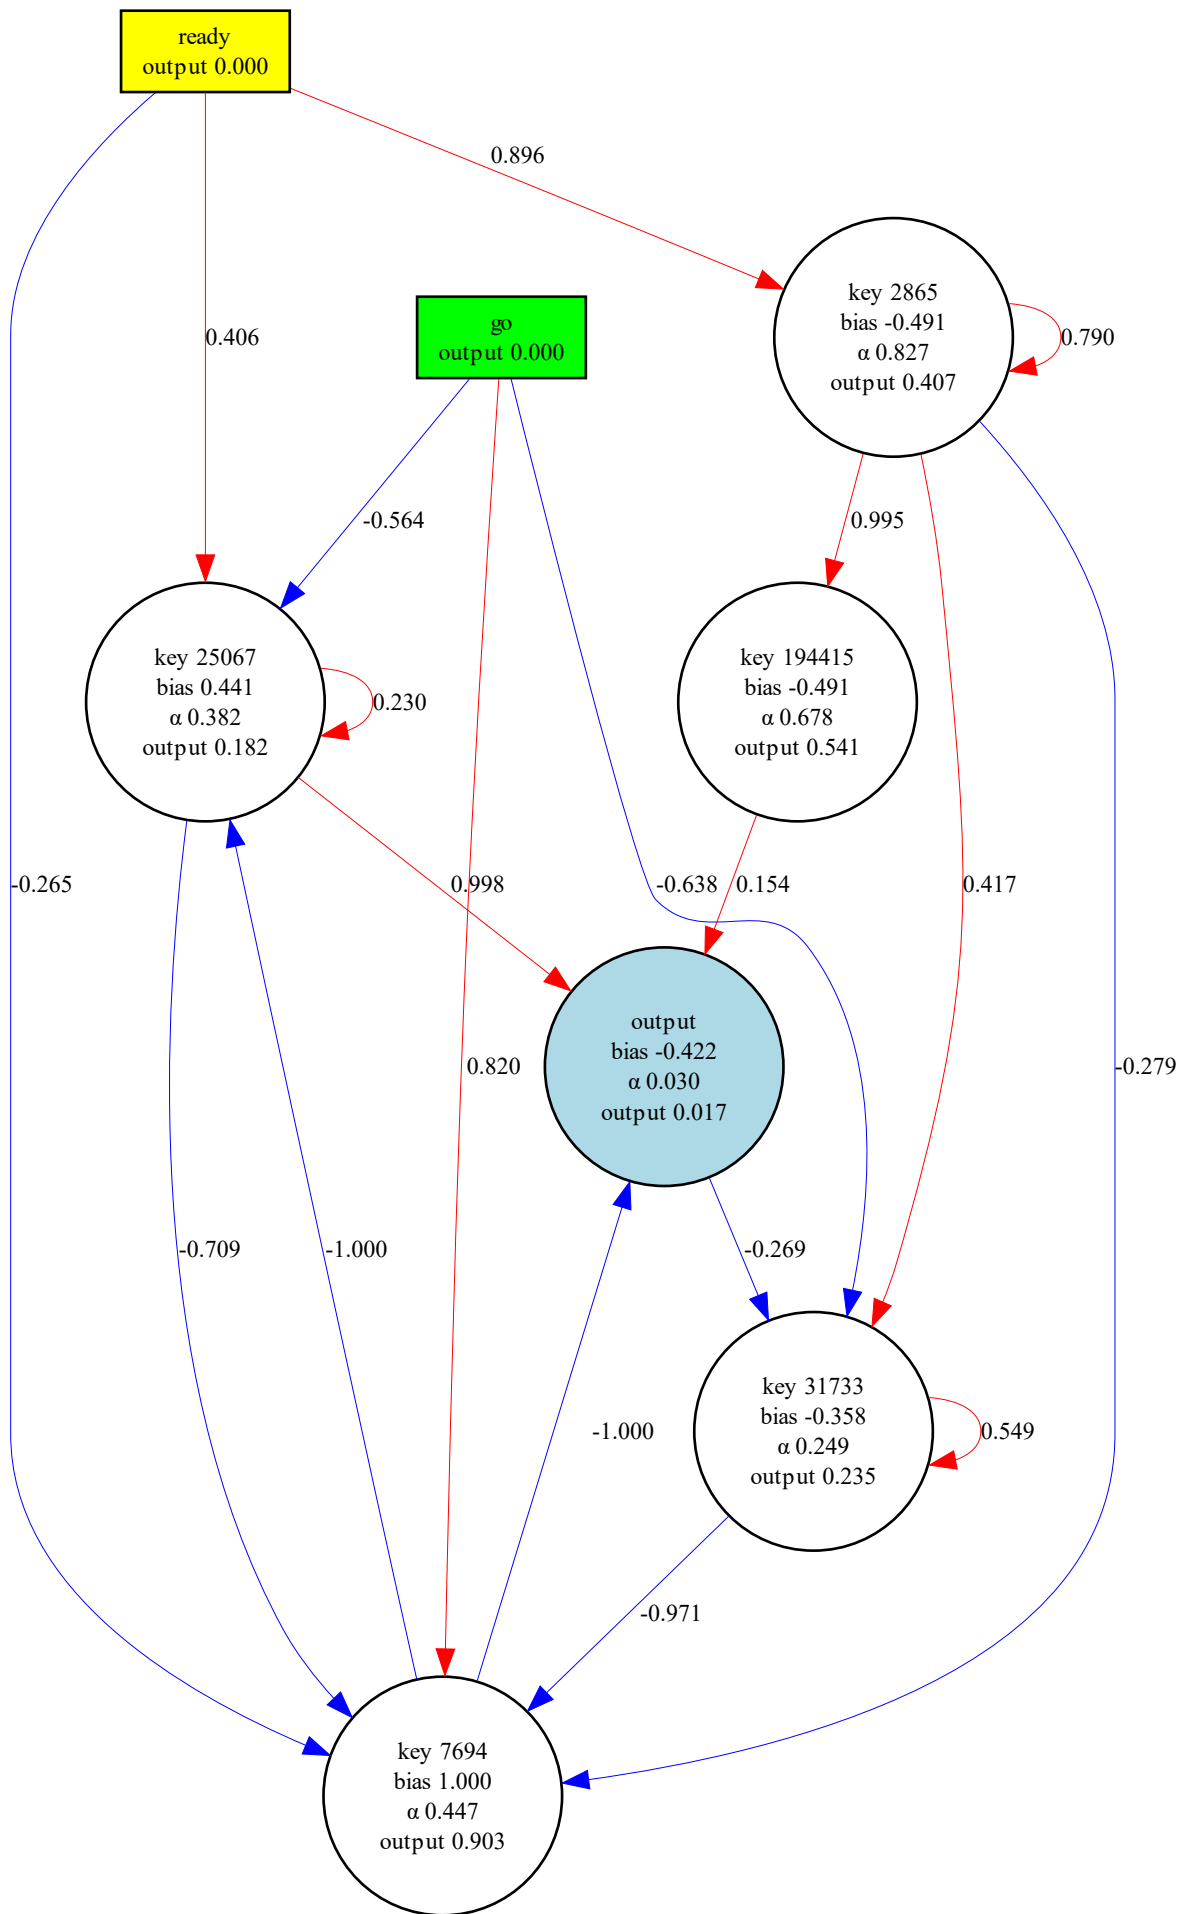 ready
output 0.000
0.896
key 2865
bias -0.491
α 0.827
output 0.407
0.790
go
output 0.000
0.406
-0.564
0.995
key 25067
bias 0.441
α 0.382
output 0.182
0.230
key 194415
bias -0.491
α 0.678
output 0.541
-0.265
0.998
-0.638
0.154
0.417
output
bias -0.422
α 0.030
output 0.017
0.820
-0.279
-0.709
-1.000
-0.269
key 31733
bias -0.358
α 0.249
output 0.235
-1.000
0.549
-0.971
key 7694
bias 1.000
α 0.447
output 0.903